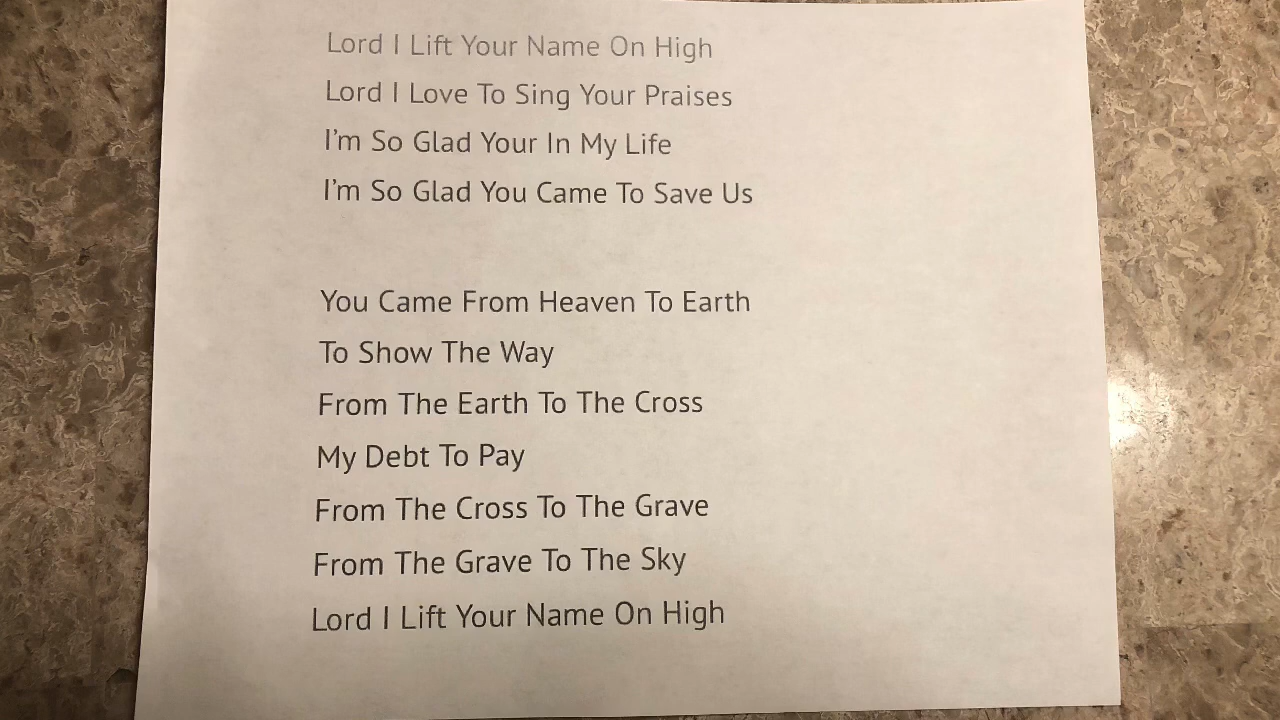 Lord I Lift Your Name On High
Lord I Love To Sing Your Praises
I'm So Glad Your In My Life
I'm So Glad You Came To Save Us
You Came From Heaven To Earth
To Show The Way
From The Earth To The Cross
My Debt To Pay
From The Cross To The Grave
From The Grave To The Sky
Lord I Lift Your Name On High